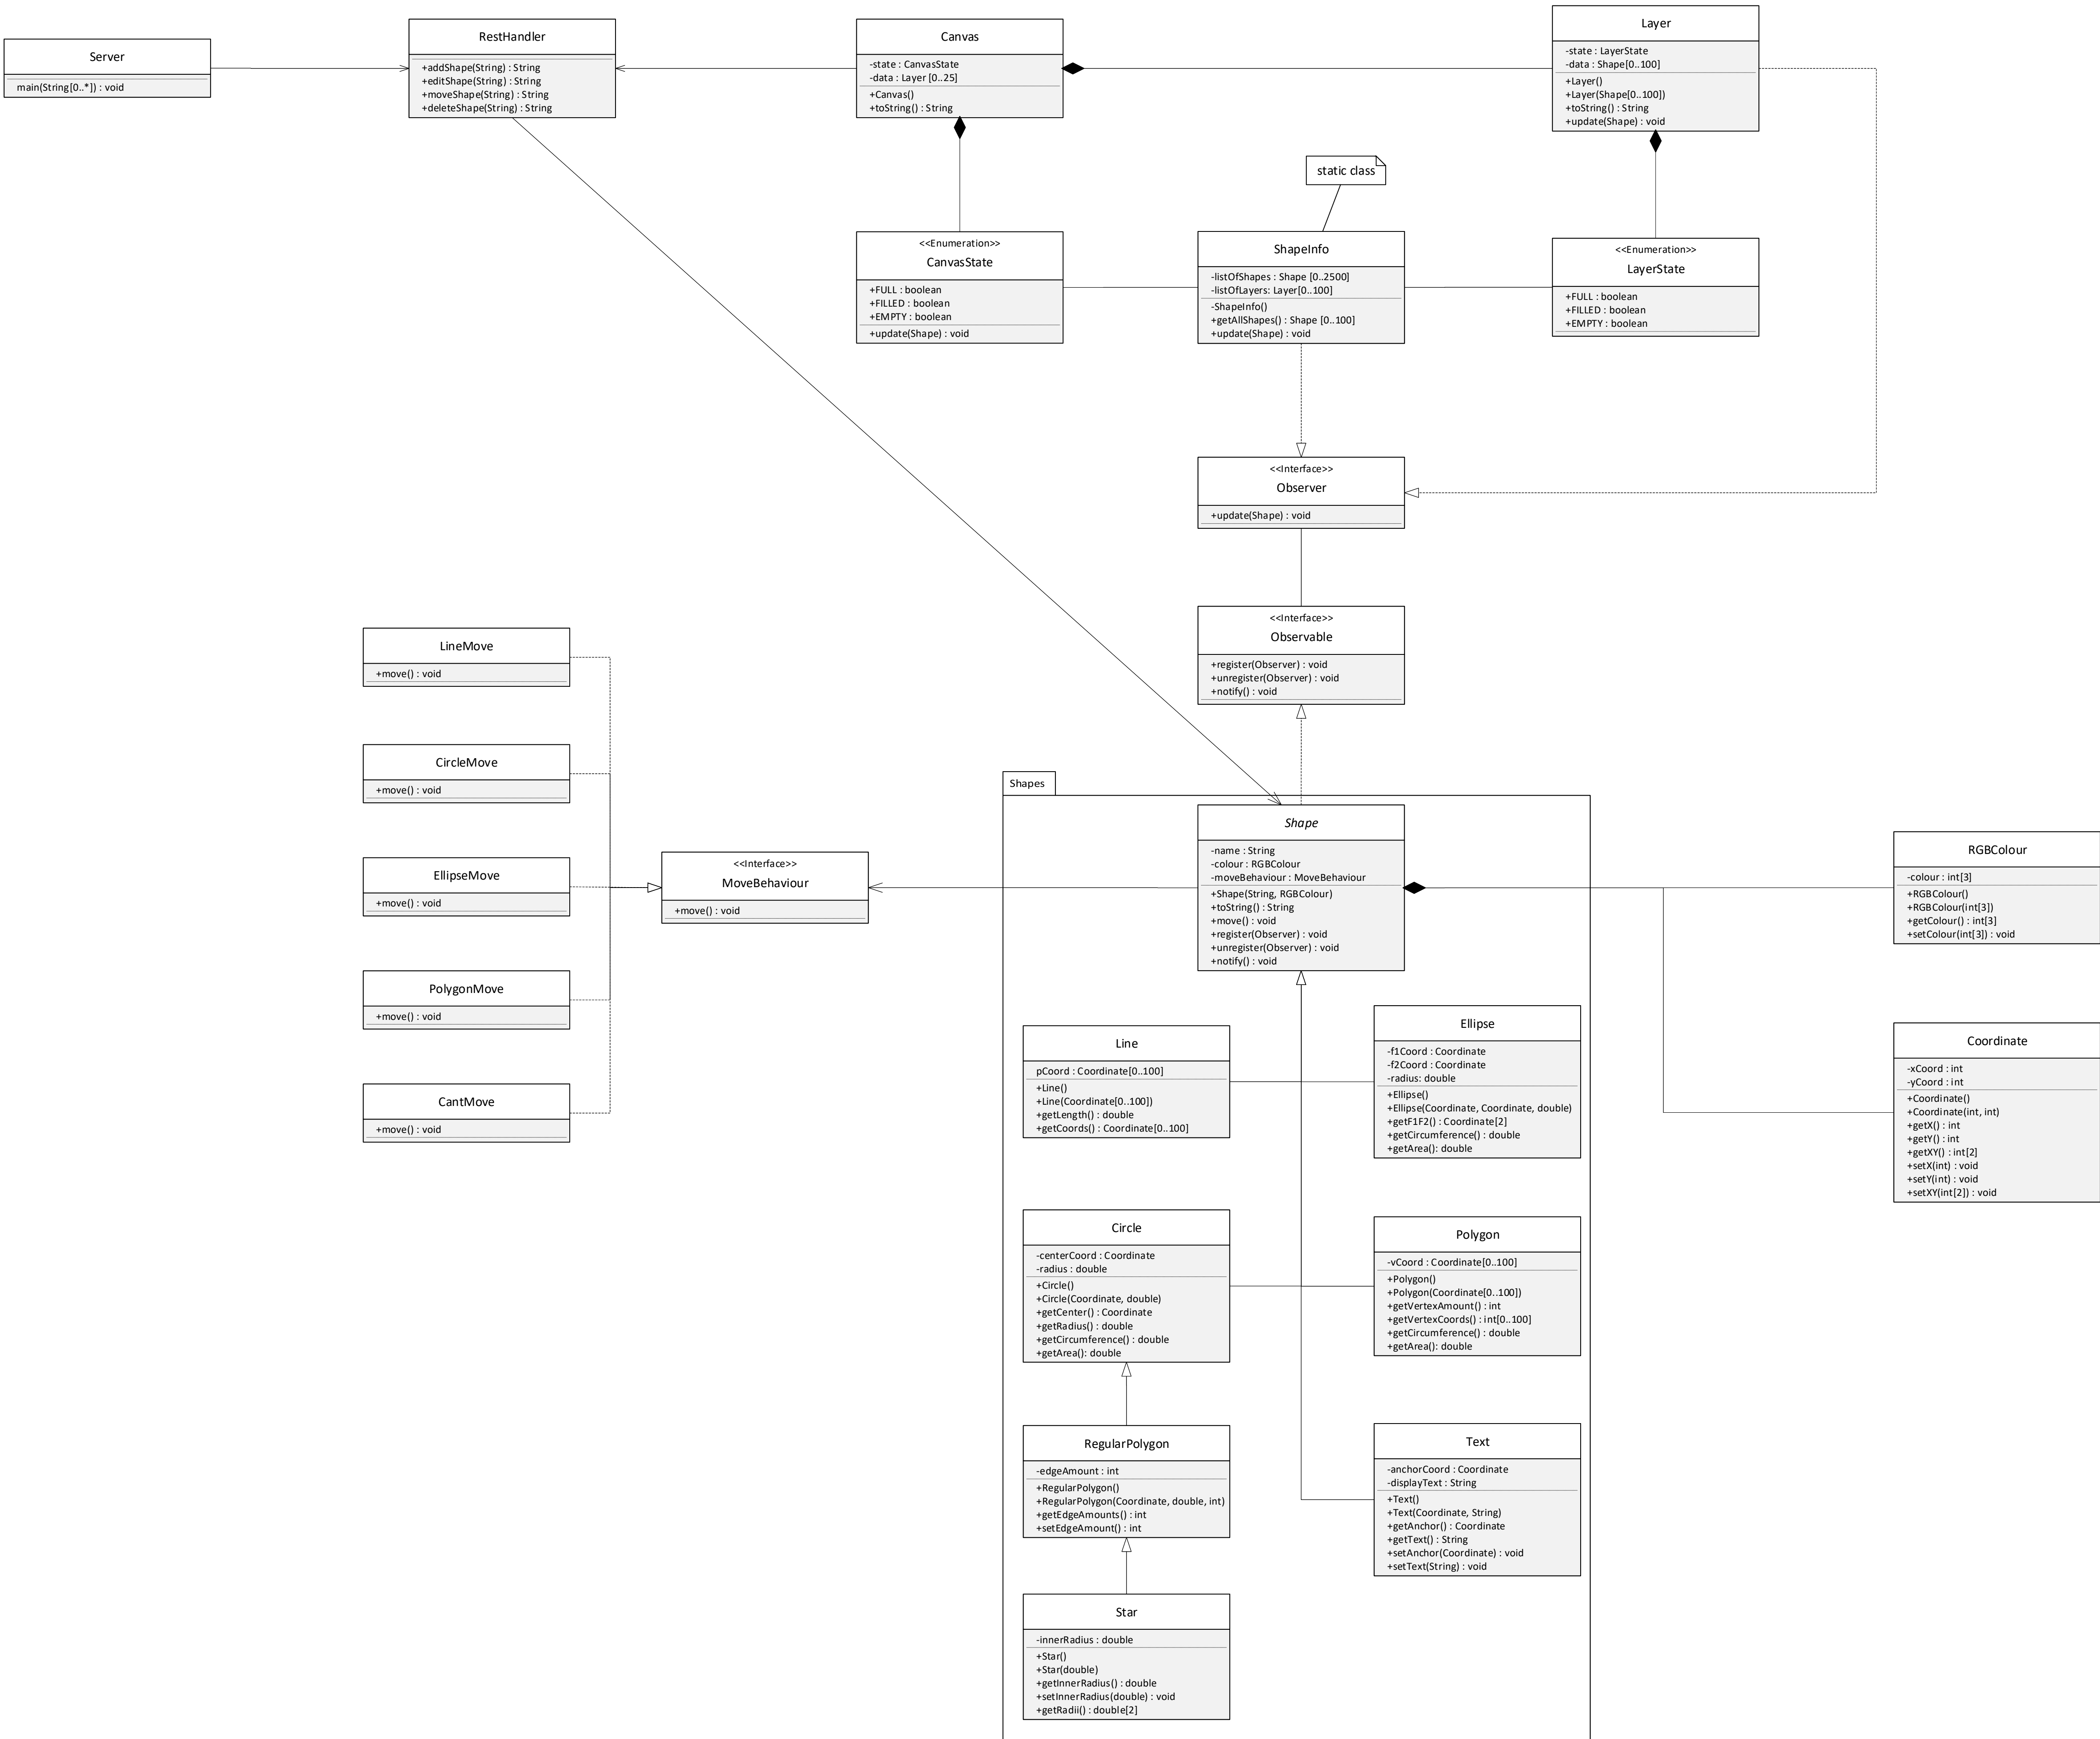 Server
main(String[0..*]) : void
RestHandler
+addShape(String) : String
+editShape(String) : String
+moveShape(String) : String
+deleteShape(String) : String
Canvas
-state : CanvasState
-data : Layer [0..25]
+Canvas()
+toString() : String
Layer
-state : LayerState
-data : Shape[0..100]
+Layer()
+Layer(Shape[0..100])
+toString() : String
+update(Shape) : void
static class
<<Enumeration>>
CanvasState
+FULL : boolean
+FILLED : boolean
+EMPTY : boolean
+update(Shape) : void
ShapeInfo
-listOfShapes : Shape [0..2500]
-listOfLayers: Layer[0..100]
-ShapeInfo()
+getAllShapes() : Shape [0..100]
+update(Shape) : void
<<Enumeration>>
LayerState
+FULL : boolean
+FILLED : boolean
+EMPTY : boolean
<<Interface>>
Observer
+update(Shape) : void
<<Interface>>
Observable
+register(Observer) : void
+unregister(Observer) : void
+notify() : void
LineMove
+move() : void
CircleMove
+move() : void
EllipseMove
+move() : void
PolygonMove
+move() : void
CantMove
+move() : void
<<Interface>>
MoveBehaviour
+move() : void
Shapes
Shape
-name : String
-colour : RGBColour
-moveBehaviour : MoveBehaviour
+Shape(String, RGBColour)
+toString() : String
+move() : void
+register(Observer) : void
+unregister(Observer) : void
+notify() : void
RGBColour
-colour : int[3]
+RGBColour()
+RGBColour(int[3])
+getColour() : int[3]
+setColour(int[3]) : void
Coordinate
-xCoord : int
-yCoord : int
+Coordinate()
+Coordinate(int, int)
+getX() : int
+getY() : int
+getXY() : int[2]
+setX(int) : void
+setY(int) : void
+setXY(int[2]) : void
Line
pCoord : Coordinate[0..100]
+Line()
+Line(Coordinate[0..100])
+getLength() : double
+getCoords() : Coordinate[0..100]
Ellipse
-f1Coord : Coordinate
-f2Coord : Coordinate
-radius: double
+Ellipse()
+Ellipse(Coordinate, Coordinate, double)
+getF1F2() : Coordinate[2]
+getCircumference() : double
+getArea(): double
Circle
-centerCoord : Coordinate
-radius : double
+Circle()
+Circle(Coordinate, double)
+getCenter() : Coordinate
+getRadius() : double
+getCircumference() : double
+getArea(): double
Polygon
-vCoord : Coordinate[0..100]
+Polygon()
+Polygon(Coordinate[0..100])
+getVertexAmount() : int
+getVertexCoords() : int[0..100]
+getCircumference() : double
+getArea(): double
RegularPolygon
-edgeAmount : int
+RegularPolygon()
+RegularPolygon(Coordinate, double, int)
+getEdgeAmounts() : int
+setEdgeAmount() : int
Text
-anchorCoord : Coordinate
-displayText : String
+Text()
+Text(Coordinate, String)
+getAnchor() : Coordinate
+getText() : String
+setAnchor(Coordinate) : void
+setText(String) : void
Star
-innerRadius : double
+Star()
+Star(double)
+getInnerRadius() : double
+setInnerRadius(double) : void
+getRadii() : double[2]